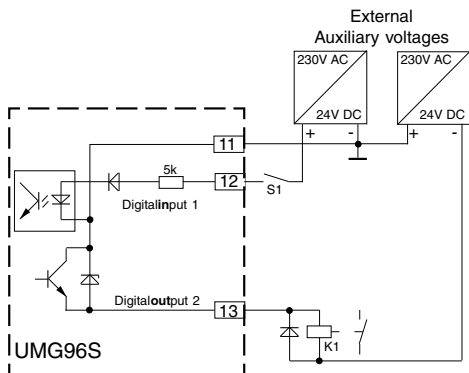 External
Auxiliary voltages
230V AC
230V AC
24V DC
24V DC
+ -
+ -
11
5k
12
S1
Digitalinput 1
Digitaloutput 2
13
K1
UMG96S